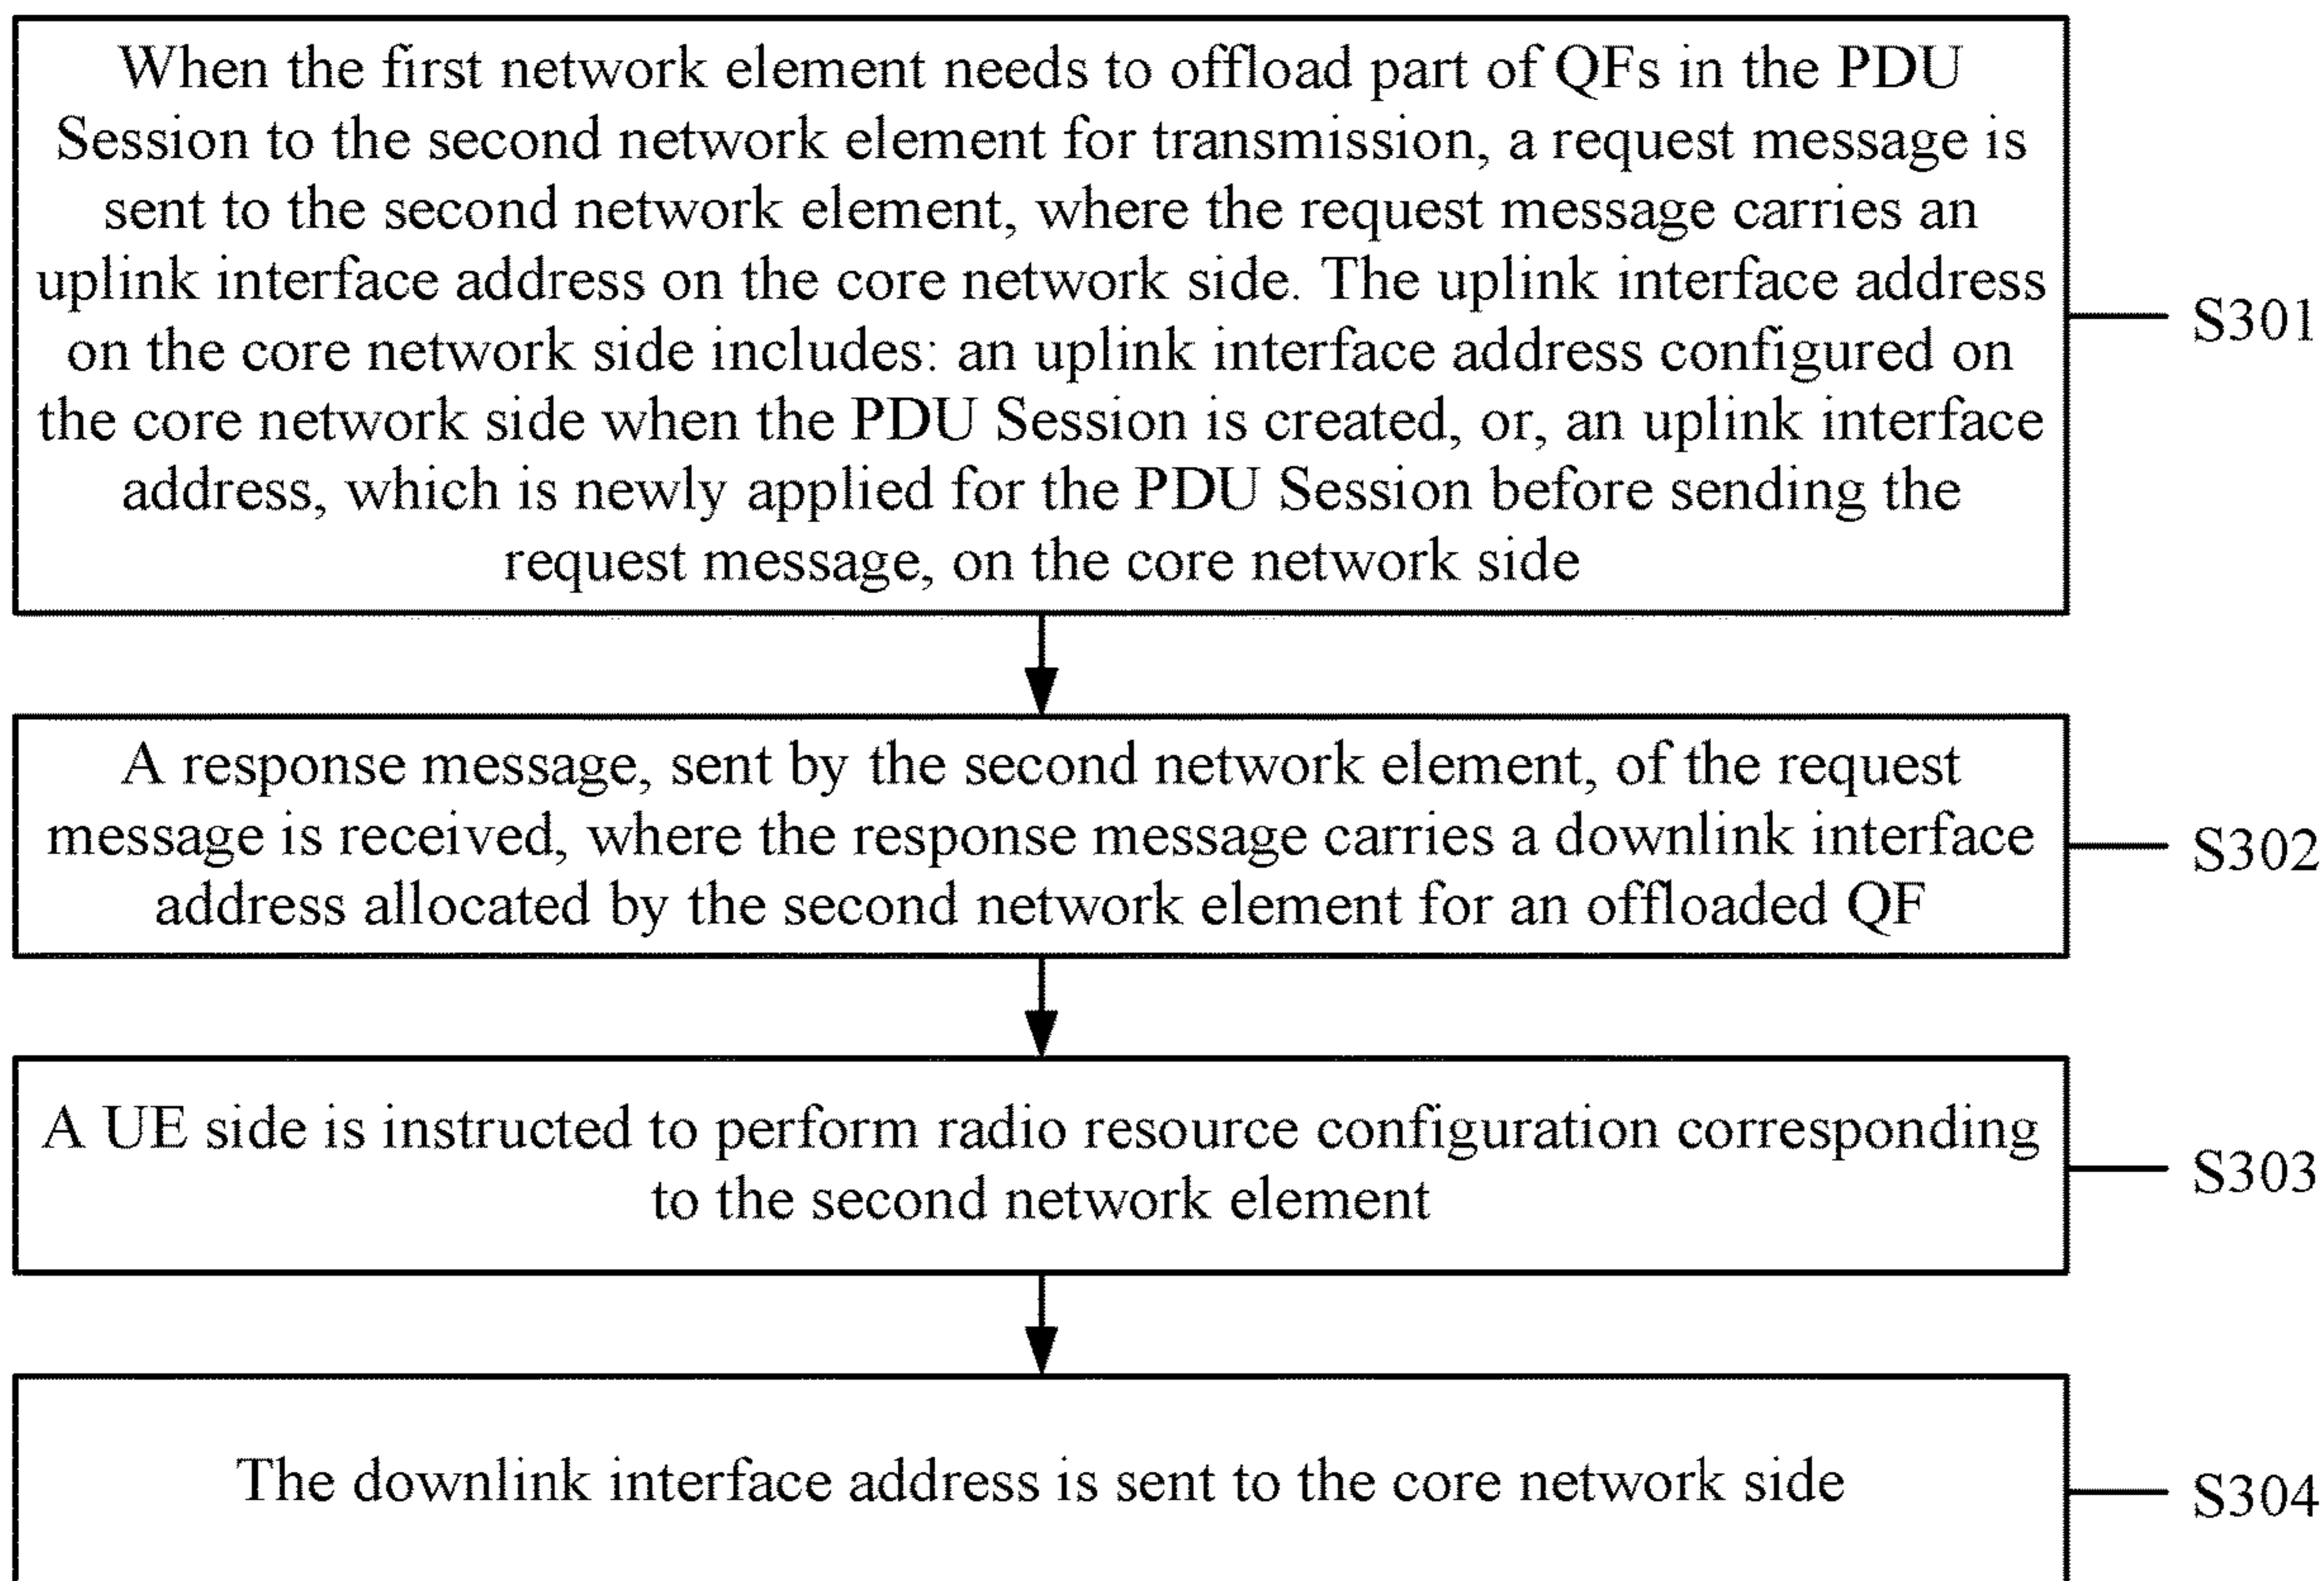 When the first network element needs to offload part of QFs in the PDU
Session to the second network element for transmission, a request message is
sent to the second network element, where the request message carries an
uplink interface address on the core network side. The uplink interface address
on the core network side includes: an uplink interface address configured on
the core network side when the PDU Session is created, or, an uplink interface
address, which is newly applied for the PDU Session before sending the
request message, on the core network side
S301
A response message, sent by the second network element, of the request
message is received, where the response message carries a downlink interface
address allocated by the second network element for an offloaded QF
S302
A UE side is instructed to perform radio resource configuration corresponding
to the second network element
S303
The downlink interface address is sent to the core network side
S304